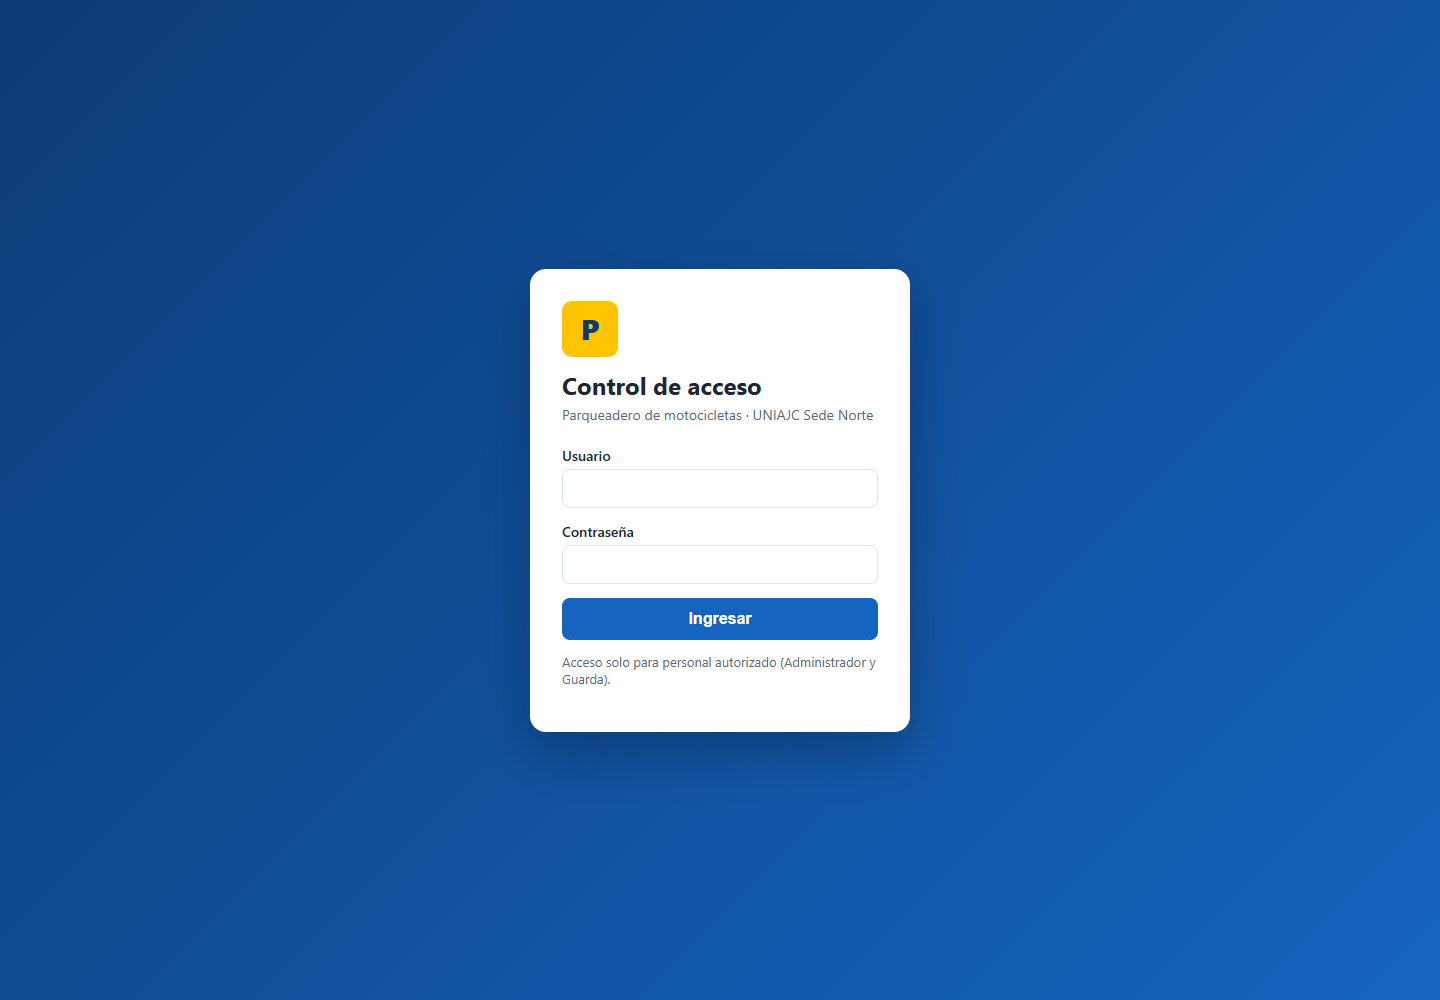 P
Control de acceso
Parqueadero de motocicletas · UNIAJC Sede Norte
Usuario
Contraseña
Ingresar
Acceso solo para personal autorizado (Administrador y
Guarda).